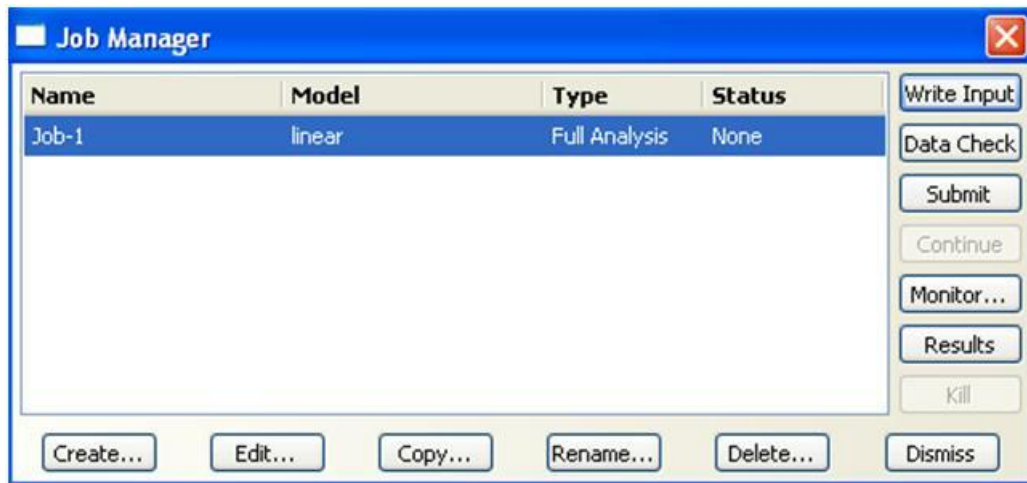 Job Manager
Name Model Type Status
Job-1 linear Full Analysis None
Write Input
Data Check
Submit
Continue
Monitor...
Results
Kill
Create... Edit... Copy... Rename... Delete... Dismiss